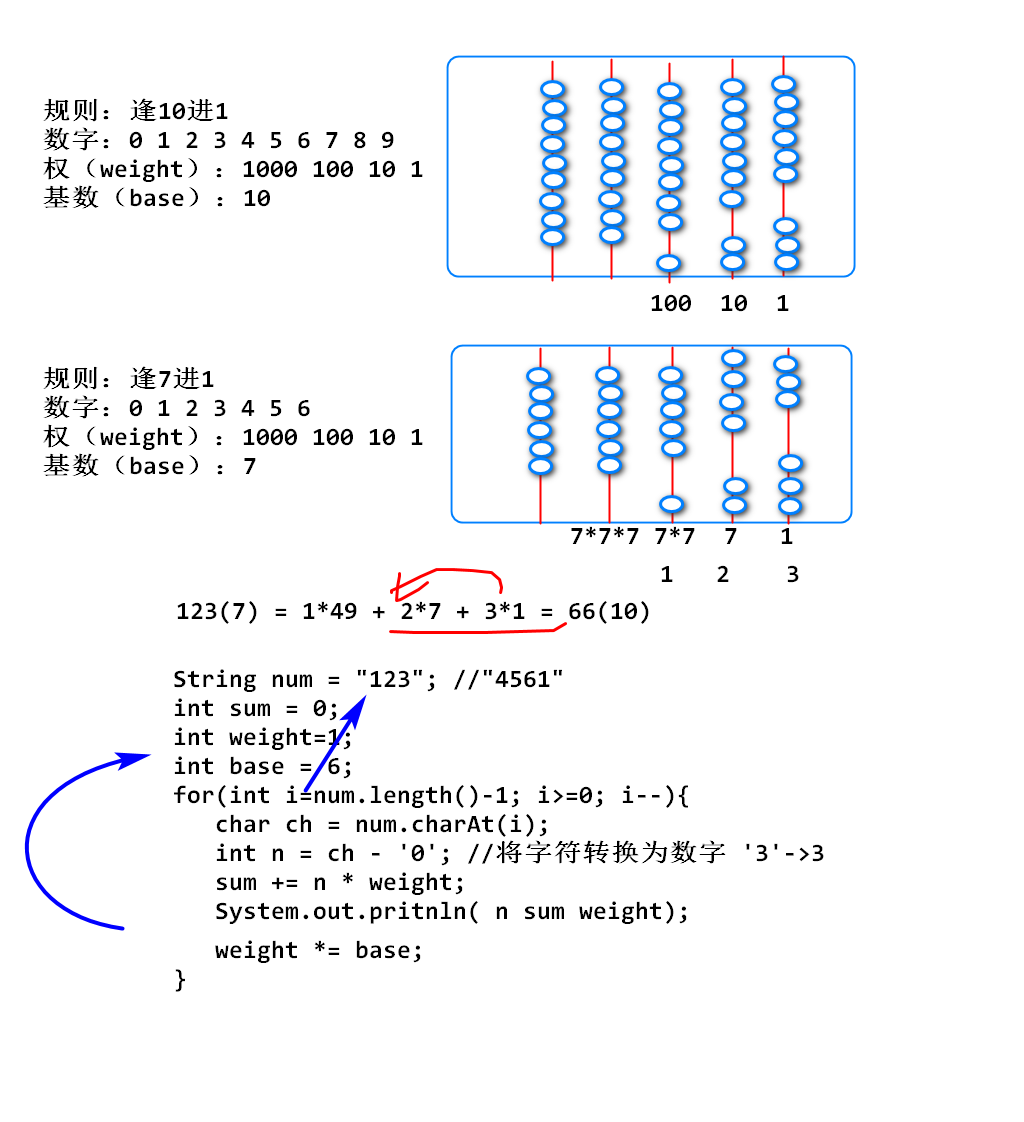 规则：逢10进1
数字：0 1 2 3 4 5 6 7 8 9
权（weight）：1000 100 10 1
基数（base）：10
100 10 1
规则：逢7进1
数字：0 1 2 3 4 5 6
权（weight）：1000 100 10 1
基数（base）：7
7*7*7 7*7 7 1
1 2 3
123(7) = 1*49 + 2*7 + 3*1 = 66(10)
String num = "123"; //"4561"
int sum = 0;
int weight=1;
int base = 6;
for(int i=num.length()-1; i>=0; i--){
char ch = num.charAt(i);
int n = ch - '0'; //将字符转换为数字 '3'->3
sum += n * weight;
System.out.pritnln( n sum weight);
weight *= base;
}